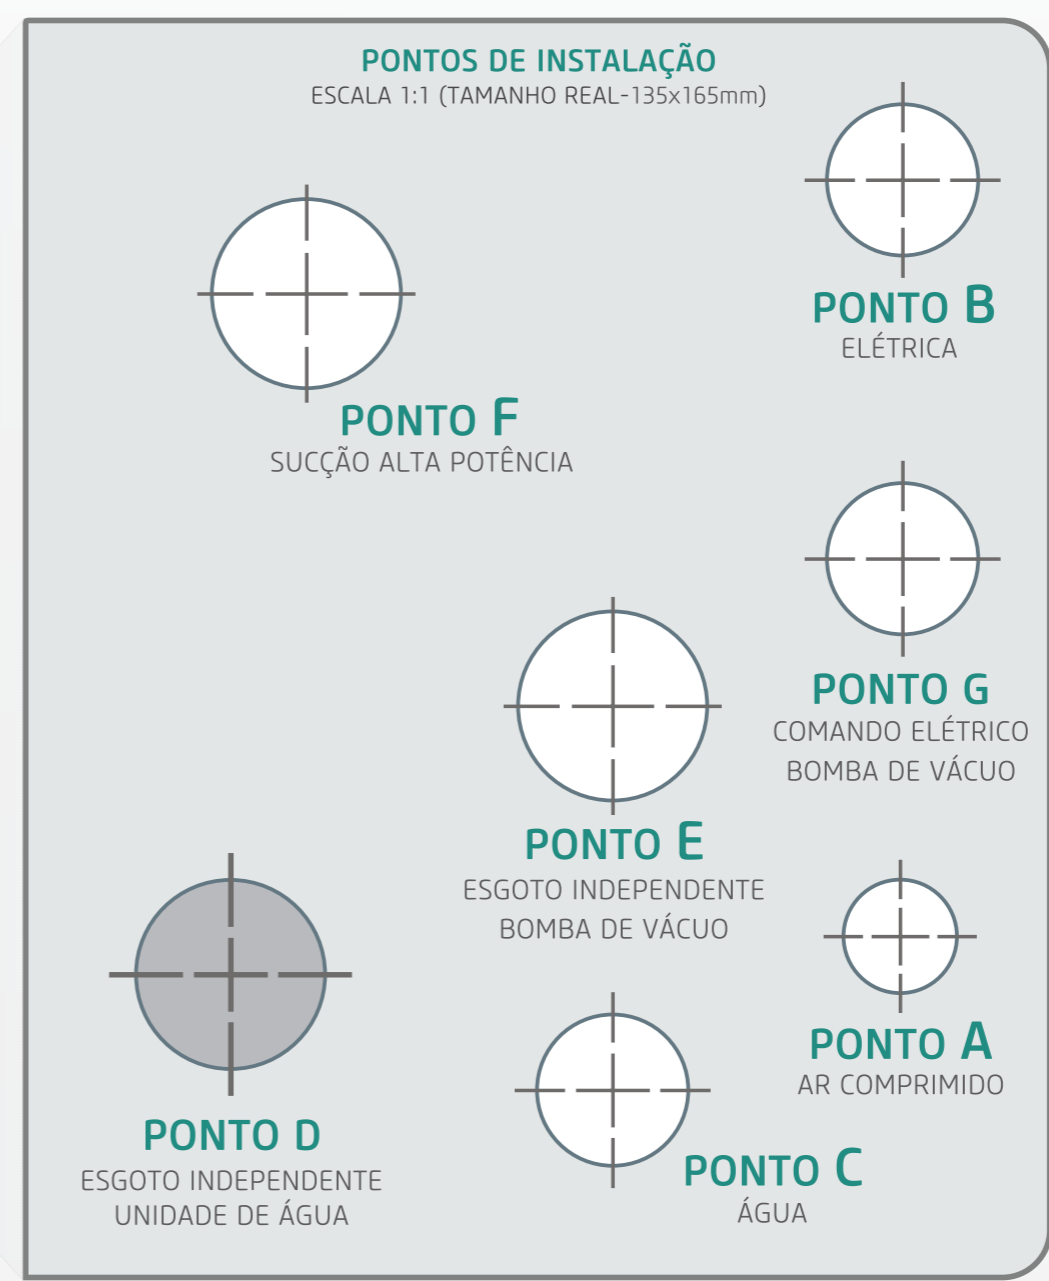 PONTOS DE INSTALAÇÃO
ESCALA 1:1 (TAMANHO REAL-135x165mm)
PONTO B
ELÉTRICA
PONTO F
SUCÇÃO ALTA POTÊNCIA
PONTO G
COMANDO ELÉTRICO
BOMBA DE VÁCUO
PONTO E
ESGOTO INDEPENDENTE
BOMBA DE VÁCUO
PONTO A
AR COMPRIMIDO
PONTO D
ESGOTO INDEPENDENTE
UNIDADE DE ÁGUA
PONTO C
ÁGUA